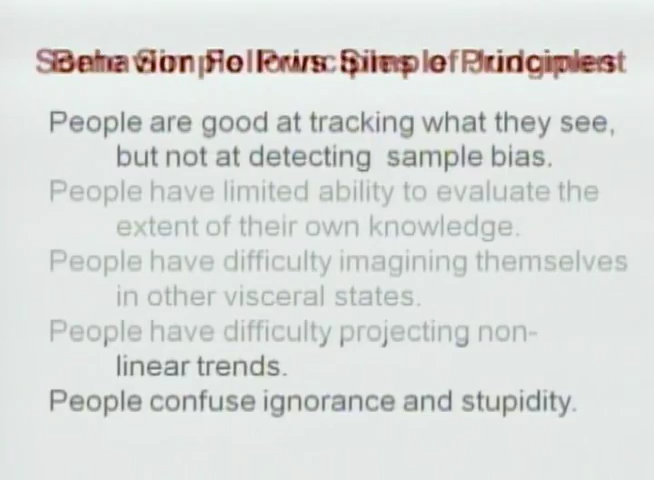 People are good at tracking what they see,
but not at detecting sample bias.
People have limited ability to evaluate the
extent of their own knowledge.
People have difficulty imagining themselves
in other visceral states.
People have difficulty projecting non-
linear trends.
People confuse ignorance and stupidity.